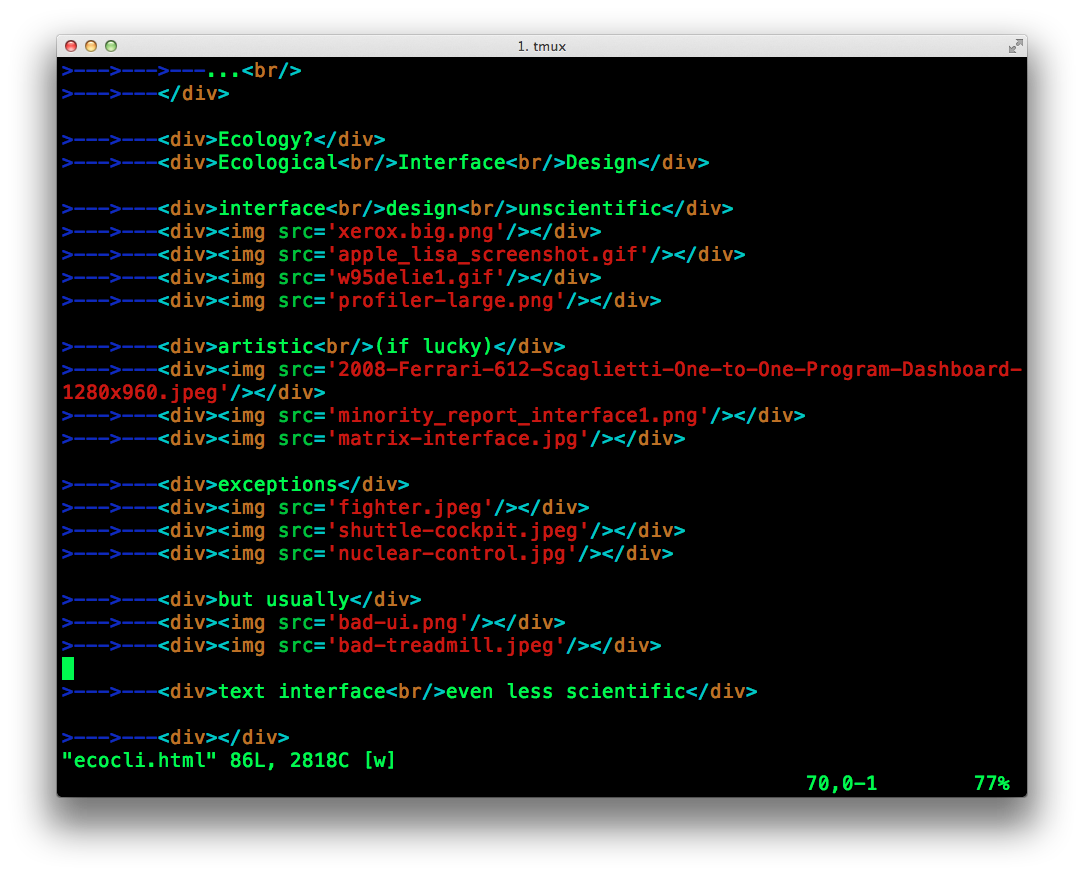 1. tmux
>--->--->---...<br/>
>--->---</div>
>--->---<div>Ecology?</div>
>--->---<div>Ecological<br/>Interface<br/>Design</div>
>--->---<div>interface<br/>design<br/>unscientific</div>
>--->---<div><img src='xerox.big.png'/></div>
>--->---<div><img src='apple_lisa_screenshot.gif'/></div>
>--->---<div><img src='w95delie1.gif'/></div>
>--->---<div><img src='profiler-large.png'/></div>
>--->---<div>artistic<br/>(if lucky)</div>
>--->---<div><img src='2008-Ferrari-612-Scaglietti-One-to-One-Program-Dashboard-
1280x960.jpeg'/></div>
>--->---<div><img src='minority_report_interface1.png'/></div>
>--->---<div><img src='matrix-interface.jpg'/></div>
>--->---<div>exceptions</div>
>--->---<div><img src='fighter.jpeg'/></div>
>--->---<div><img src='shuttle-cockpit.jpeg'/></div>
>--->---<div><img src='nuclear-control.jpg'/></div>
>--->---<div>but usually</div>
>--->---<div><img src='bad-ui.png'/></div>
>--->---<div><img src='bad-treadmill.jpeg'/></div>
>--->---<div>text interface<br/>even less scientific</div>
>--->---<div></div>
"ecocli.html" 86L, 2818C [w]
70,0-1 77%